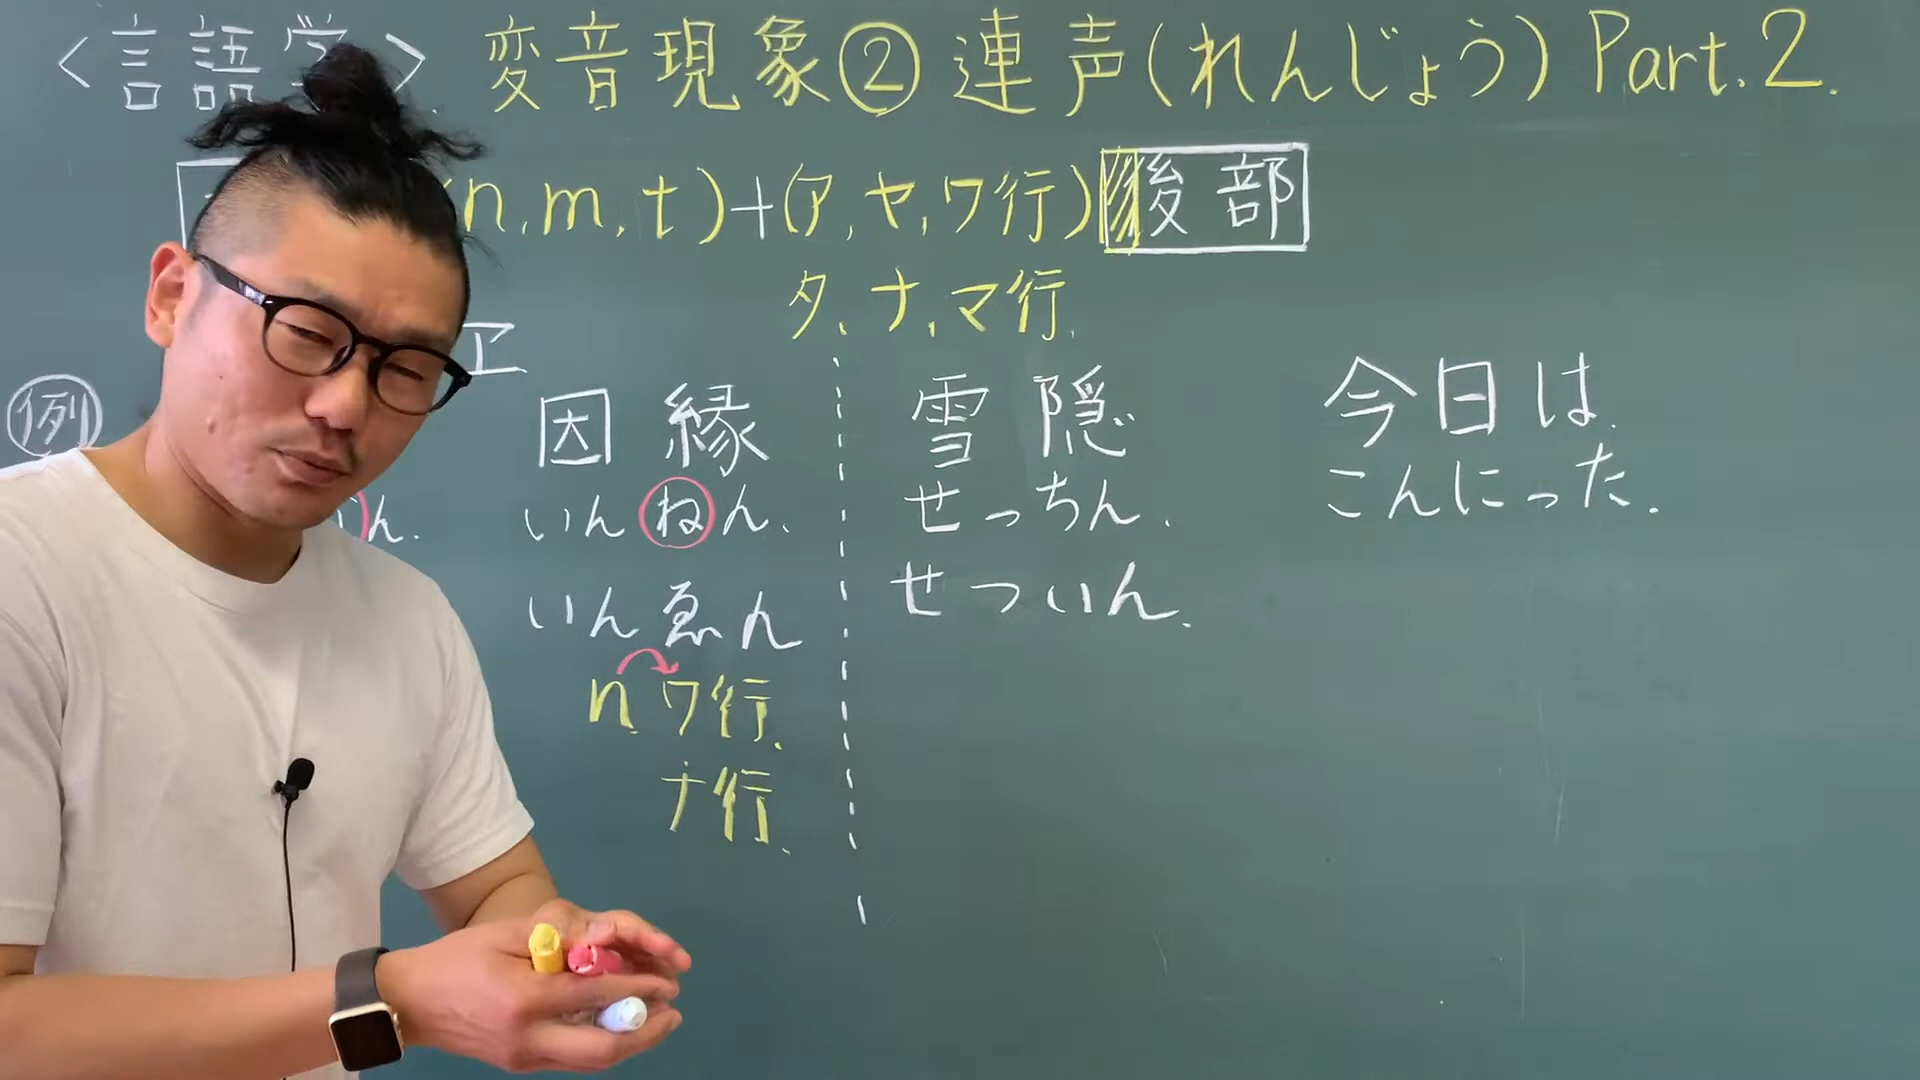 <言語学> 変音現象② 連声(れんじょう) Part.2.
(n,m,t)+(ア,ヤ,ワ行) 後部
タ,ナ,マ行.
ヱ
例
因縁
いんねん、
いんゑん
n ワ行.
ナ行.
雪隠
せっちん.
せついん.
今日は.
こんにった.
ん.